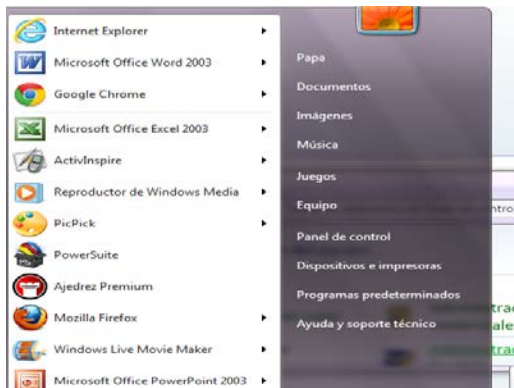 Internet Explorer
Microsoft Office Word 2003
Google Chrome
Microsoft Office Excel 2003
ActivInspire
Reproductor de Windows Media
PicPick
PowerSuite
Ajedrez Premium
Mozilla Firefox
Windows Live Movie Maker
Microsoft Office PowerPoint 2003
Papa
Documentos
Imágenes
Música
Juegos
Equipo
Panel de control
Dispositivos e impresoras
Programas predeterminados
Ayuda y soporte técnico